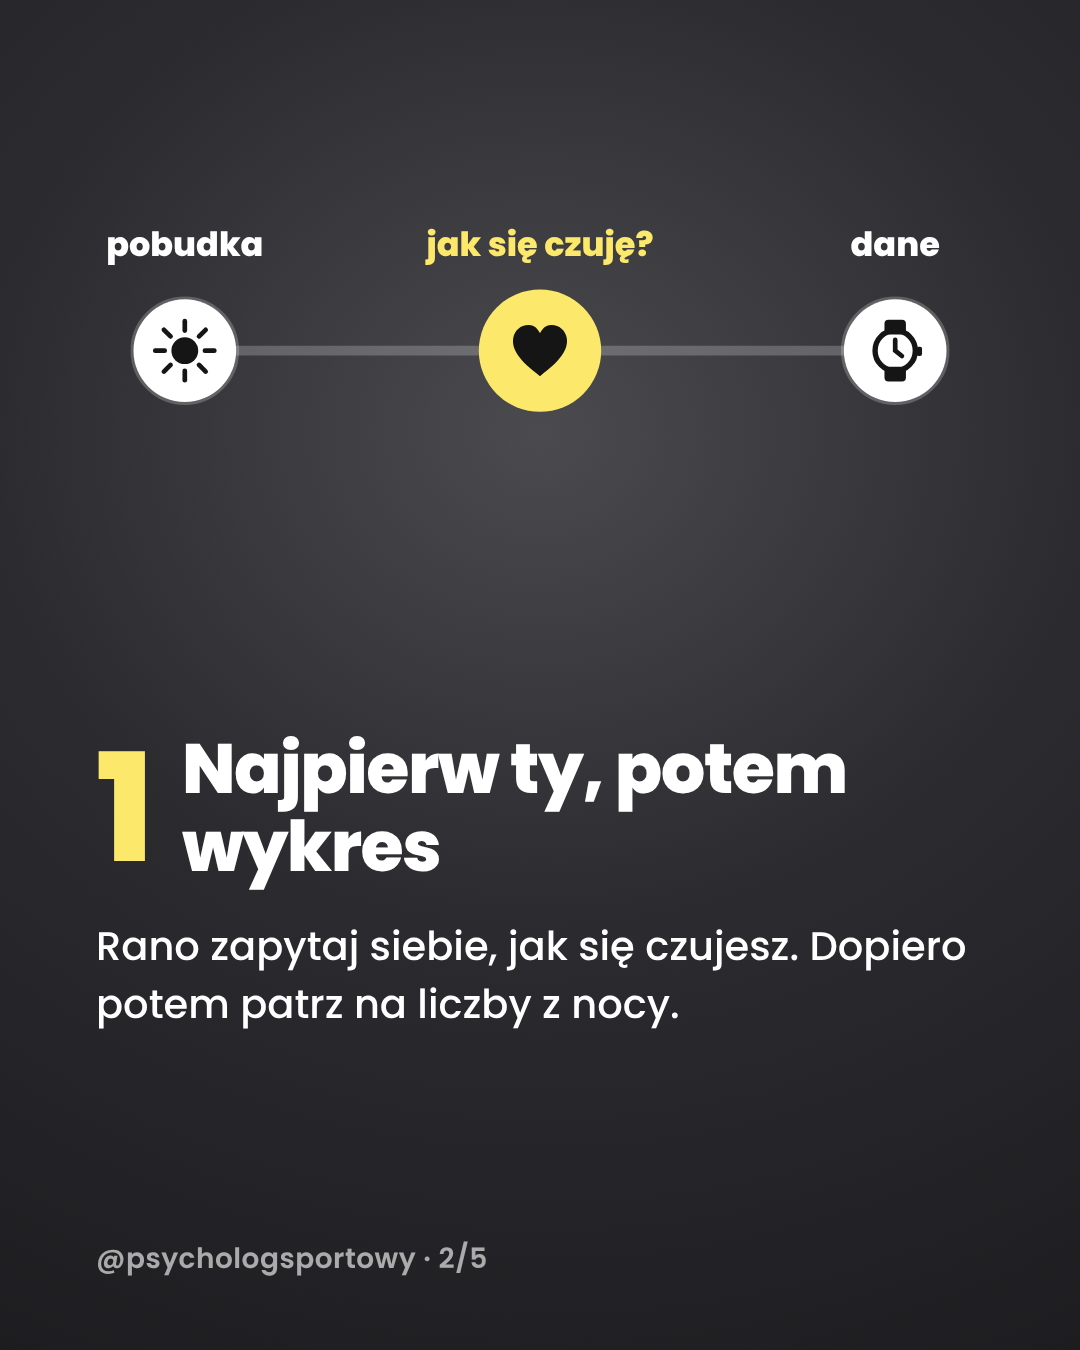 pobudka
jak się czuję?
dane
1
Najpierw ty, potem
wykres
Rano zapytaj siebie, jak się czujesz. Dopiero
potem patrz na liczby z nocy.
@psychologsportowy · 2/5